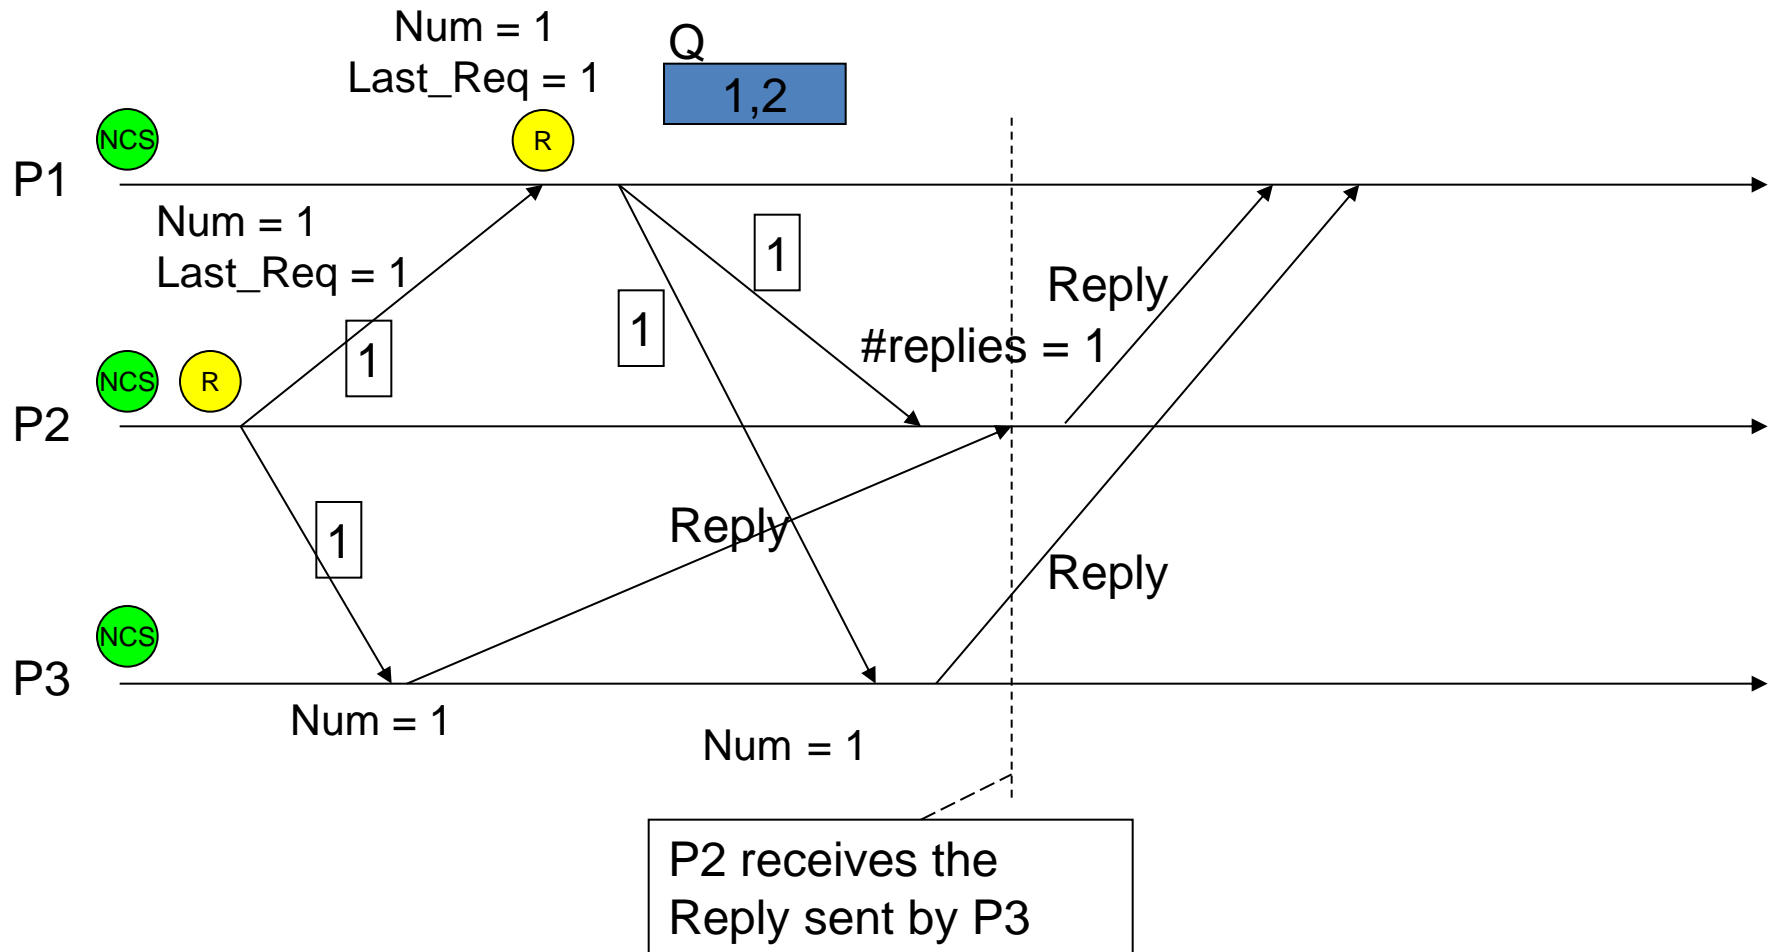 Num = 1
Last_Req = 1
Q
1,2
NCS
R
P1
Num = 1
Last_Req = 1
1
1
1
Reply
#replies = 1
NCS
R
P2
1
Reply
Reply
NCS
P3
Num = 1
Num = 1
P2 receives the
Reply sent by P3